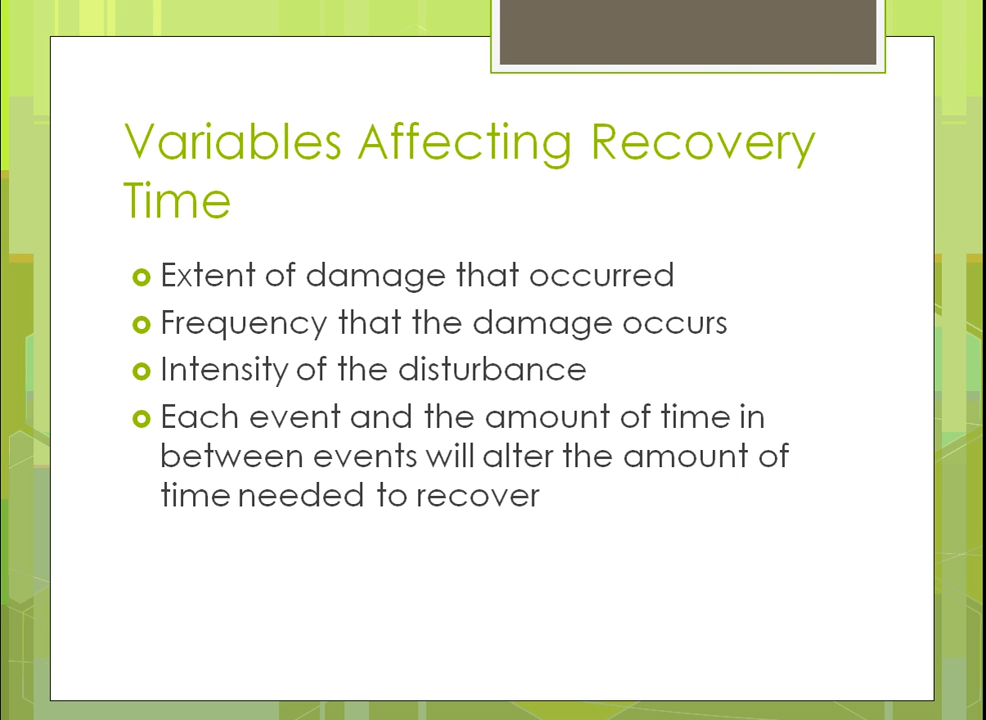 Variables Affecting Recovery
Time
Extent of damage that occurred
Frequency that the damage occurs
Intensity of the disturbance
Each event and the amount of time in
between events will alter the amount of
time needed to recover